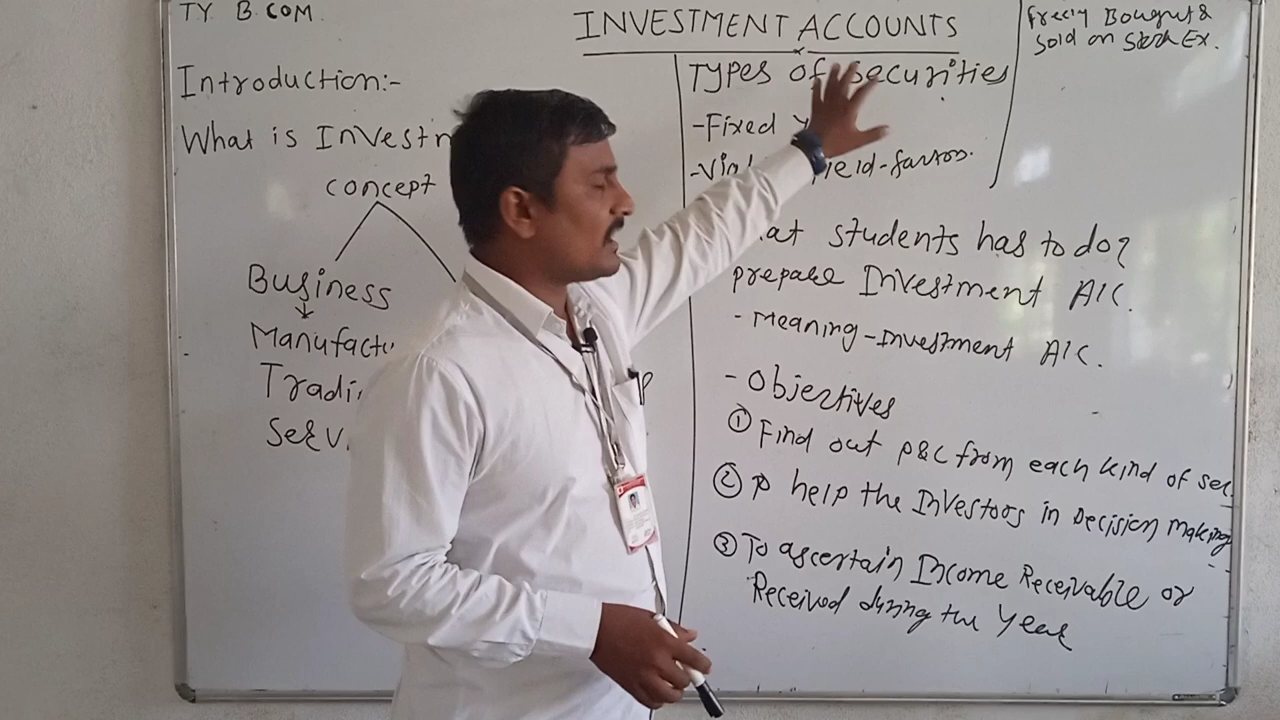 TY B.COM.
INVESTMENT ACCOUNTS
Freely Bought &
Sold on Stock Ex.
Introduction:-
What is Investm
concept
Business
Manufactu
Tradi
Serv
Types of Securities
-Fixed
-field-factors.
at students has to do?
prepare Investment A/C.
- Meaning-Investment A/C.
- Objectives
① Find out P&L from each kind of sec.
② To help the Investors in Decision Making
③ To ascertain Income Receivable or
Received during the Year